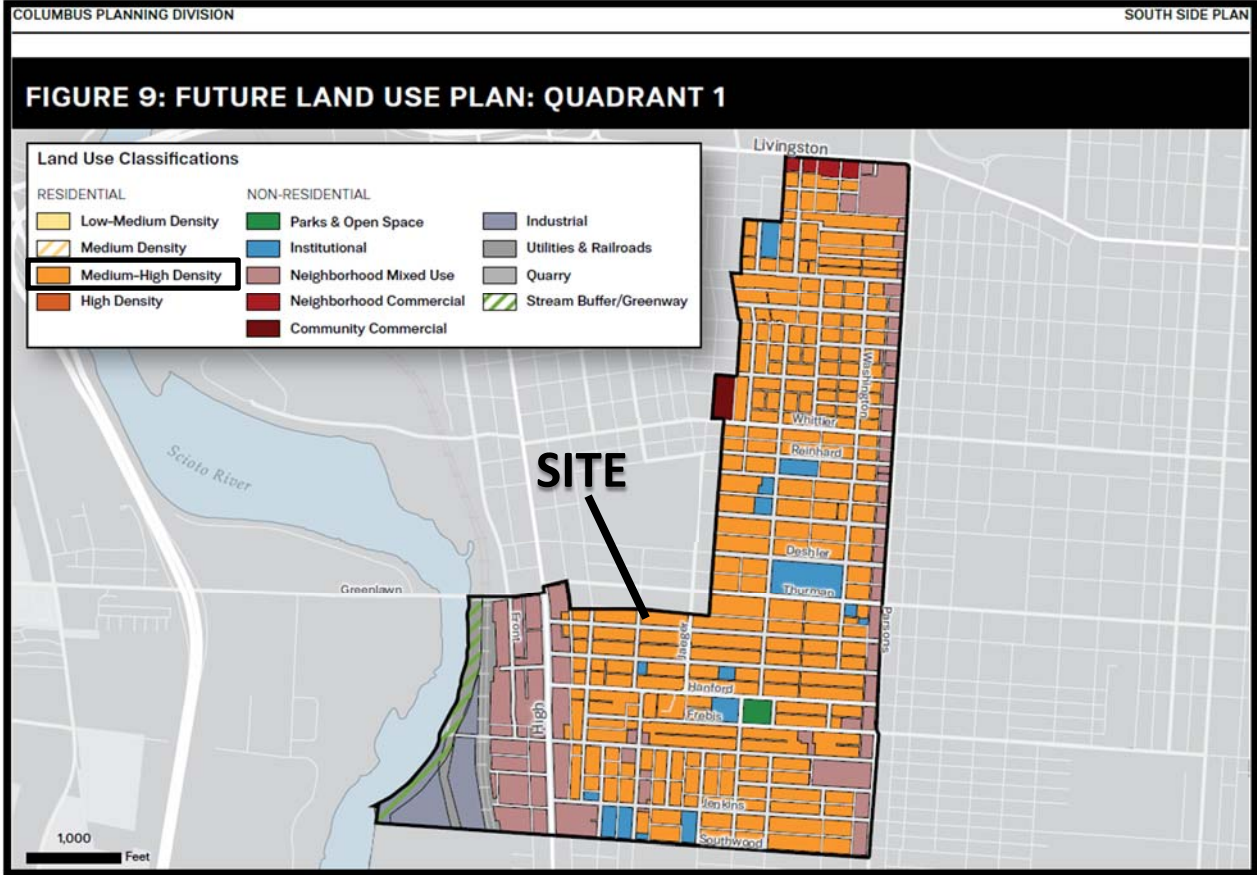 COLUMBUS PLANNING DIVISION
SOUTH SIDE PLAN
FIGURE 9: FUTURE LAND USE PLAN: QUADRANT 1
Land Use Classifications
RESIDENTIAL
Low-Medium Density
Medium Density
Medium-High Density
High Density
NON-RESIDENTIAL
Parks & Open Space
Institutional
Neighborhood Mixed Use
Neighborhood Commercial
Community Commercial
Industrial
Utilities & Railroads
Quarry
Stream Buffer/Greenway
Livingston
Washington
Whittier
Reinhard
Scioto River
SITE
Deshler
Thurman
Greenlawn
Front
Jaeger
Parsons
Hanford
Frebis
High
Jenkins
Southwood
1,000
Feet